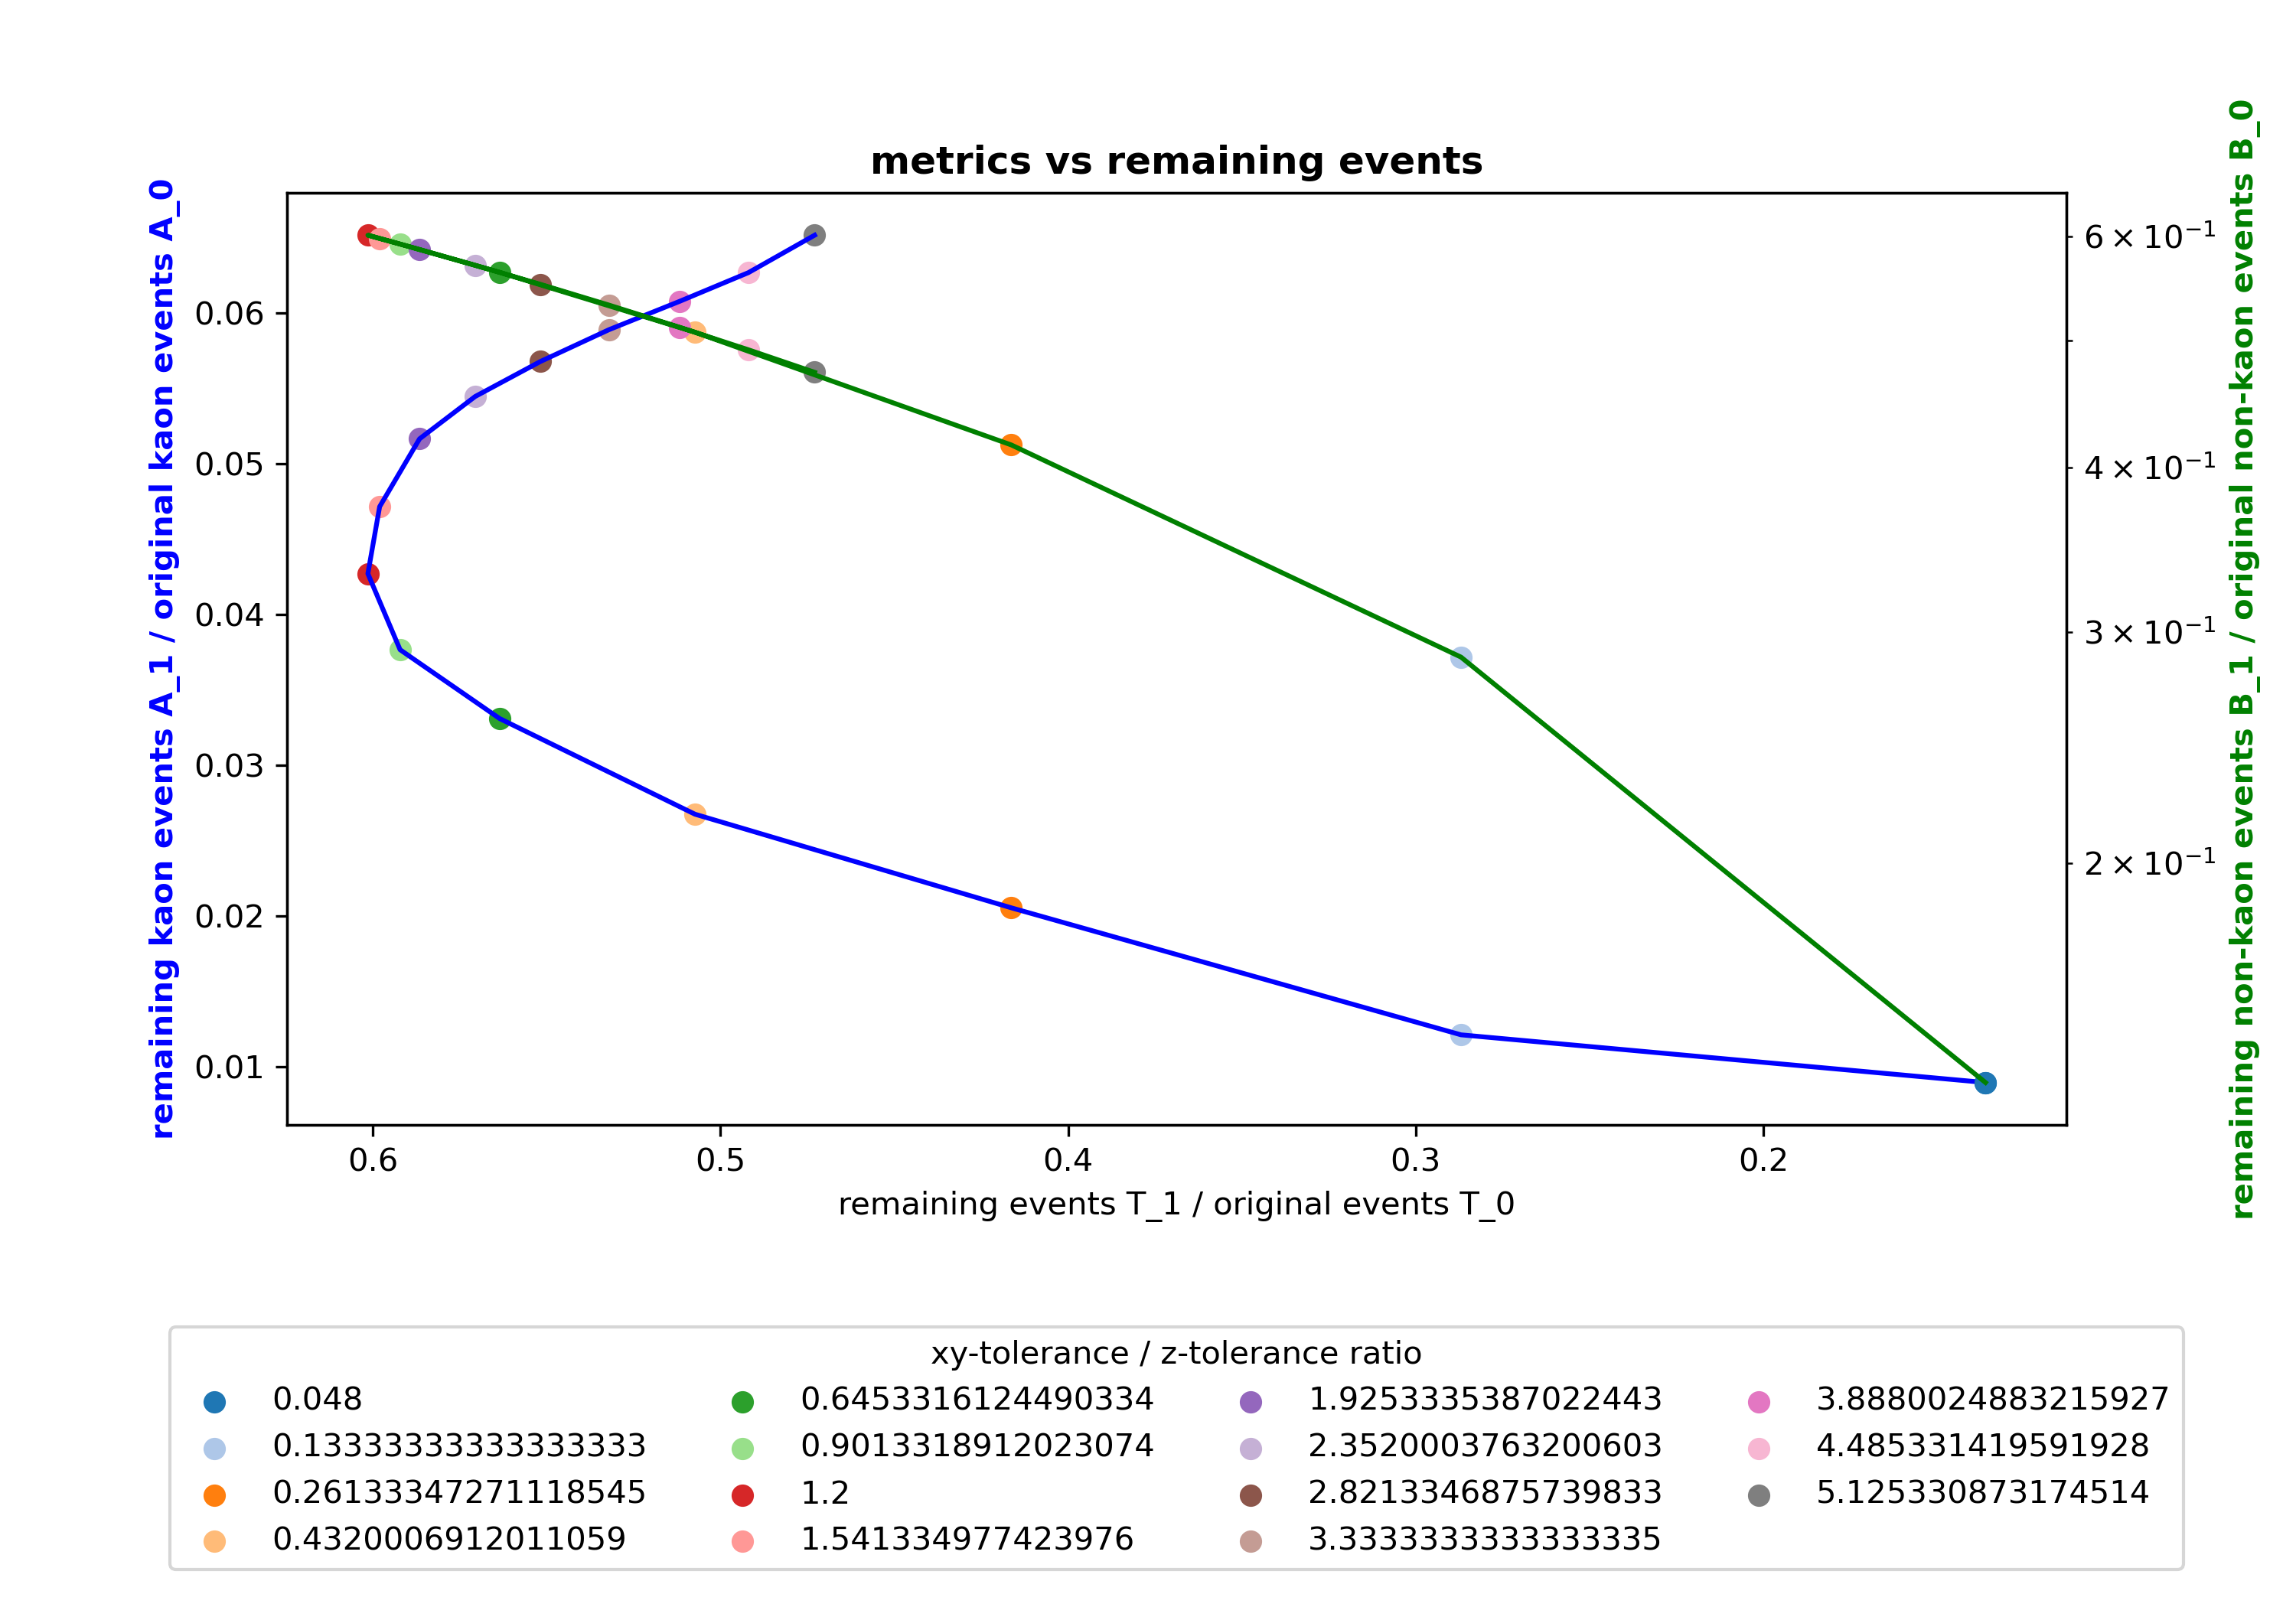 metrics vs remaining events
remaining kaon events A_1 / original kaon events A_0
0.06
0.05
0.04
0.03
0.02
0.01
6 × 10⁻¹
4 × 10⁻¹
3 × 10⁻¹
2 × 10⁻¹
remaining non-kaon events B_1 / original non-kaon events B_0
0.6 0.5 0.4 0.3 0.2
remaining events T_1 / original events T_0
xy-tolerance / z-tolerance ratio
0.048
0.13333333333333333
0.26133347271118545
0.4320006912011059
0.6453316124490334
0.9013318912023074
1.2
1.541334977423976
1.9253335387022443
2.3520003763200603
2.8213346875739833
3.3333333333333335
3.8880024883215927
4.485331419591928
5.125330873174514